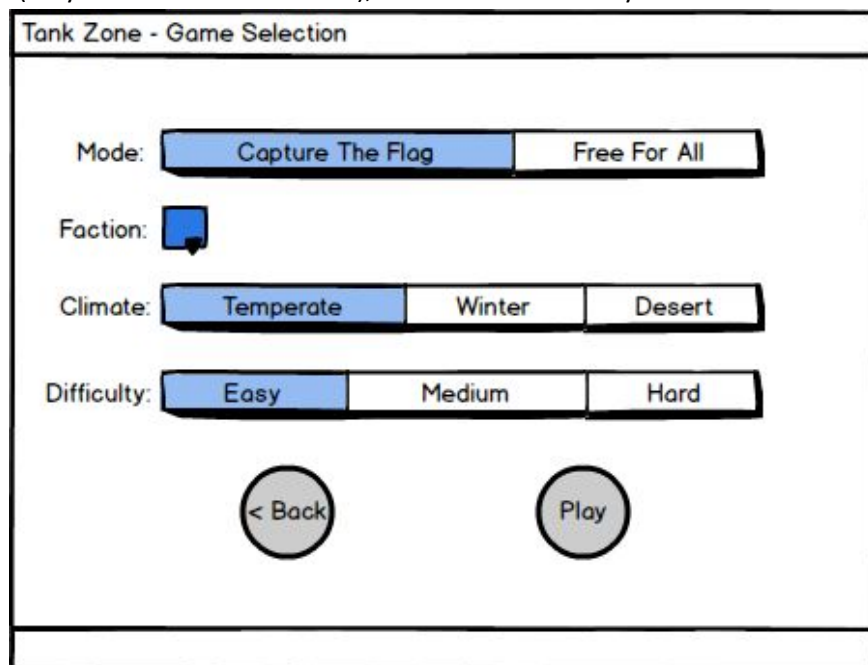 Tank Zone - Game Selection
Mode: Capture The Flag Free For All
Faction:
Climate: Temperate Winter Desert
Difficulty: Easy Medium Hard
< Back Play